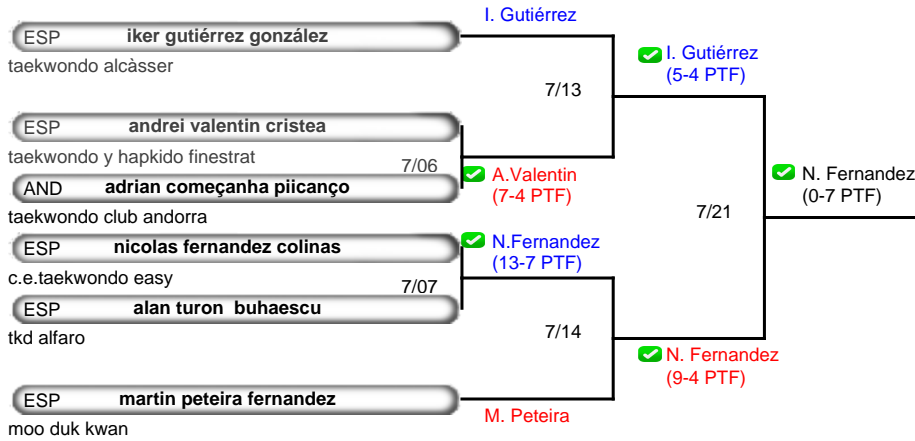 I. Gutiérrez
ESP iker gutiérrez gonzález
taekwondo alcàsser
I. Gutiérrez
(5-4 PTF)
7/13
ESP andrei valentin cristea
taekwondo y hapkido finestrat
7/06
A.Valentin
(7-4 PTF)
AND adrian começanha piicanço
taekwondo club andorra
N. Fernandez
(0-7 PTF)
7/21
ESP nicolas fernandez colinas
c.e.taekwondo easy
N.Fernandez
(13-7 PTF)
7/07
ESP alan turon  buhaescu
tkd alfaro
7/14
N. Fernandez
(9-4 PTF)
ESP martin peteira fernandez
moo duk kwan
M. Peteira